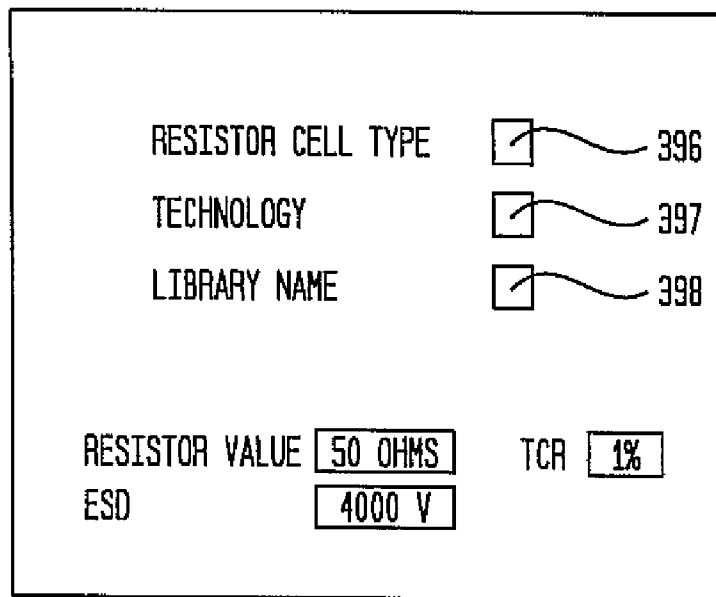 RESISTOR CELL TYPE 396
TECHNOLOGY 397
LIBRARY NAME 398
RESISTOR VALUE 50 OHMS TCR 1%
ESD 4000 V